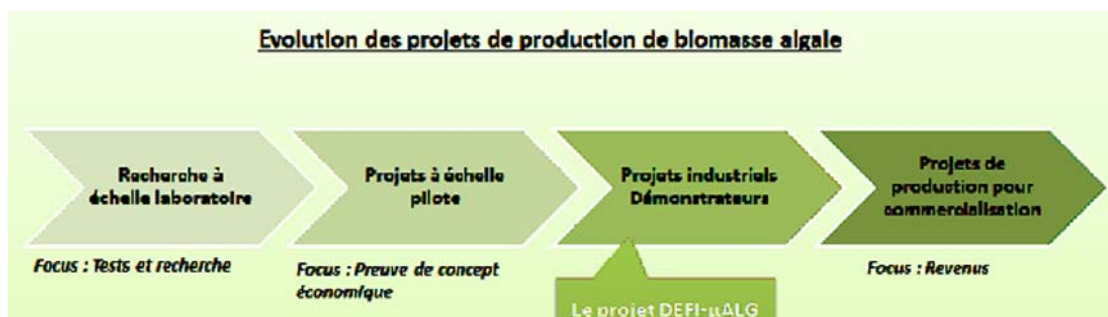 Evolution des projets de production de biomasse algale
Recherche à
échelle laboratoire
Projets à échelle
pilote
Projets industriels
Démonstrateurs
Projets de
production pour
commercialisation
Focus : Tests et recherche
Focus : Preuve de concept
économique
Focus : Revenus
Le projet DEFI-µALG